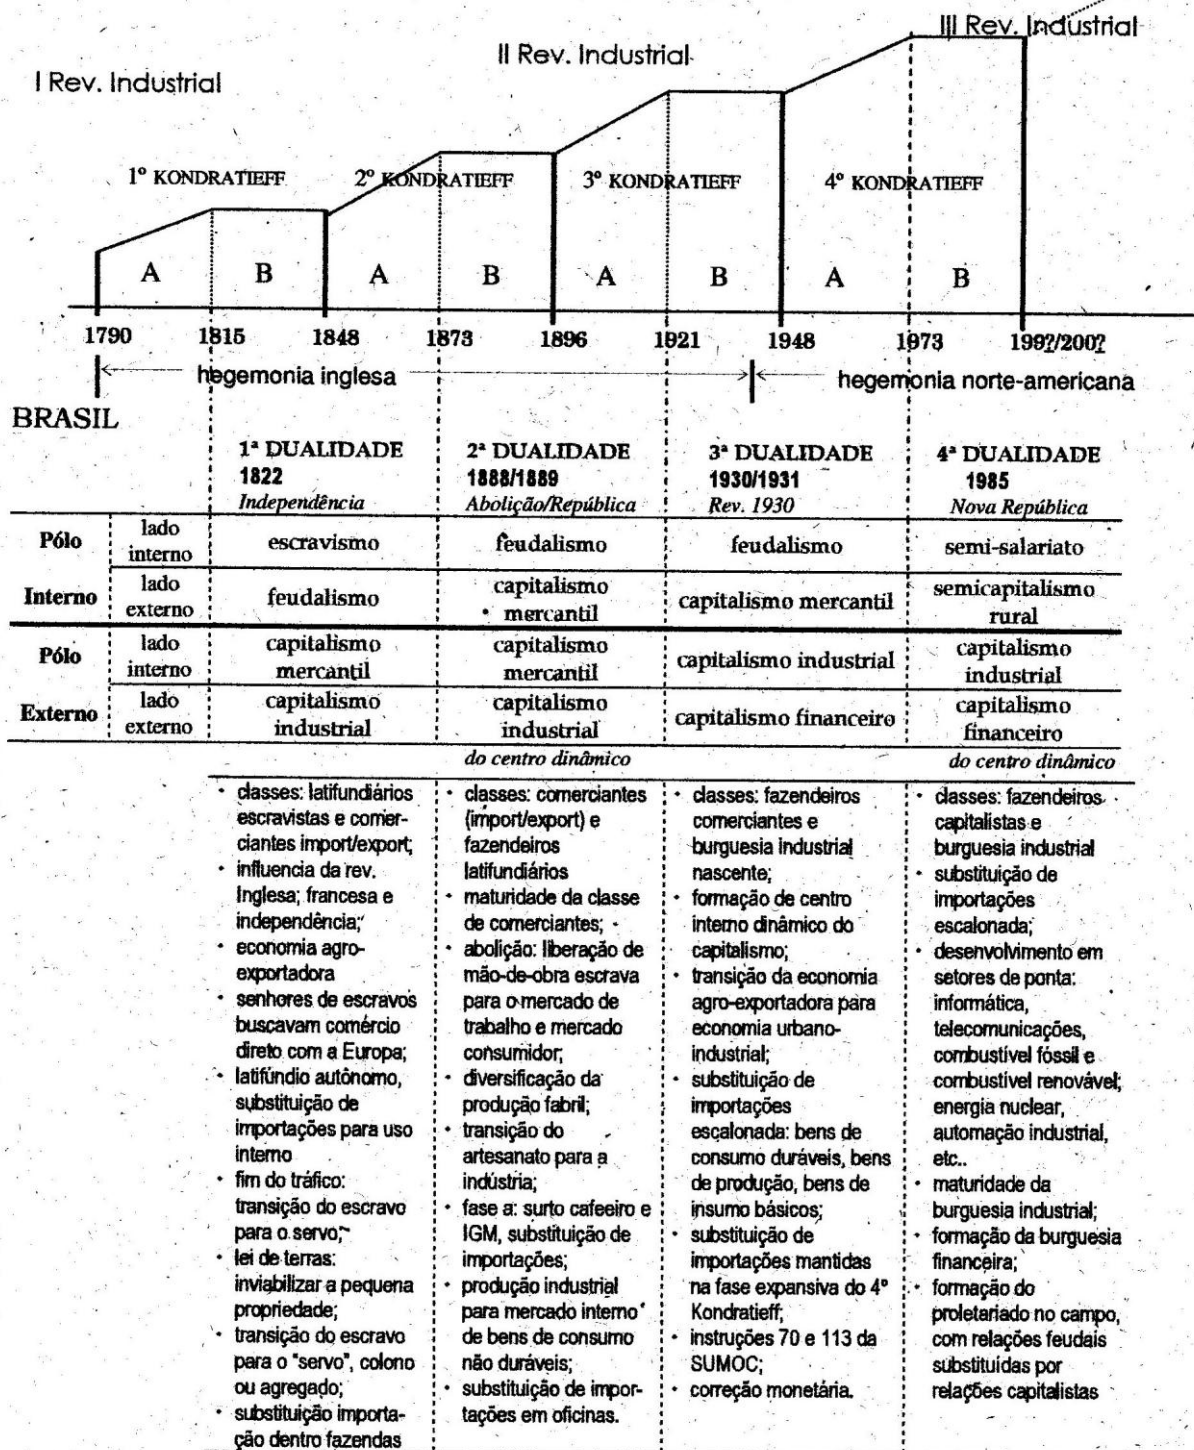 III Rev. Industrial
II Rev. Industrial
I Rev. Industrial
1º KONDRATIEFF
2º KONDRATIEFF
3º KONDRATIEFF
4º KONDRATIEFF
A
B
A
B
A
B
A
B
1790
1815
1848
1873
1896
1921
1948
1973
199?/200?
hegemonia inglesa
hegemonia norte-americana
BRASIL
1ª DUALIDADE
1822
Independência
2ª DUALIDADE
1888/1889
Abolição/República
3ª DUALIDADE
1930/1931
Rev. 1930
4ª DUALIDADE
1985
Nova República
Pólo
Interno
lado
interno
escravismo
feudalismo
feudalismo
semi-salariato
lado
externo
feudalismo
capitalismo
mercantil
capitalismo mercantil
semicapitalismo
rural
Pólo
Externo
lado
interno
capitalismo
mercantil
capitalismo
mercantil
capitalismo industrial
capitalismo
industrial
lado
externo
capitalismo
industrial
capitalismo
industrial
capitalismo financeiro
capitalismo
financeiro
do centro dinâmico
do centro dinâmico
· classes: latifundiários
escravistas e comer-
ciantes import/export;
· influencia da rev.
Inglesa; francesa e
independência;
· economia agro-
exportadora
· senhores de escravos
buscavam comércio
direto com a Europa;
· latifúndio autônomo,
substituição de
importações para uso
interno
· fim do tráfico:
transição do escravo
para o servo;
· lei de terras:
inviabilizar a pequena
propriedade;
· transição do escravo
para o "servo", colono
ou agregado;
· substituição importa-
ção dentro fazendas
· classes: comerciantes
(import/export) e
fazendeiros
latifundiários
· maturidade da classe
de comerciantes;
· abolição: liberação de
mão-de-obra escrava
para o mercado de
trabalho e mercado
consumidor;
· diversificação da
produção fabril;
· transição do
artesanato para a
indústria;
· fase a: surto cafeeiro e
IGM, substituição de
importações;
· produção industrial
para mercado interno
de bens de consumo
não duráveis;
· substituição de impor-
tações em oficinas.
· classes: fazendeiros
comerciantes e
burguesia industrial
nascente;
· formação de centro
interno dinâmico do
capitalismo;
· transição da economia
agro-exportadora para
economia urbano-
industrial;
· substituição de
importações
escalonada: bens de
consumo duráveis, bens
de produção, bens de
insumo básicos;
· substituição de
importações mantidas
na fase expansiva do 4º
Kondratieff;
· instruções 70 e 113 da
SUMOC;
· correção monetária.
· classes: fazendeiros
capitalistas e
burguesia industrial
· substituição de
importações
escalonada;
· desenvolvimento em
setores de ponta:
informática,
telecomunicações,
combustível fóssil e
combustível renovável;
energia nuclear,
automação industrial,
etc..
· maturidade da
burguesia industrial;
· formação da burguesia
financeira;
· formação do
proletariado no campo,
com relações feudais
substituídas por
relações capitalistas